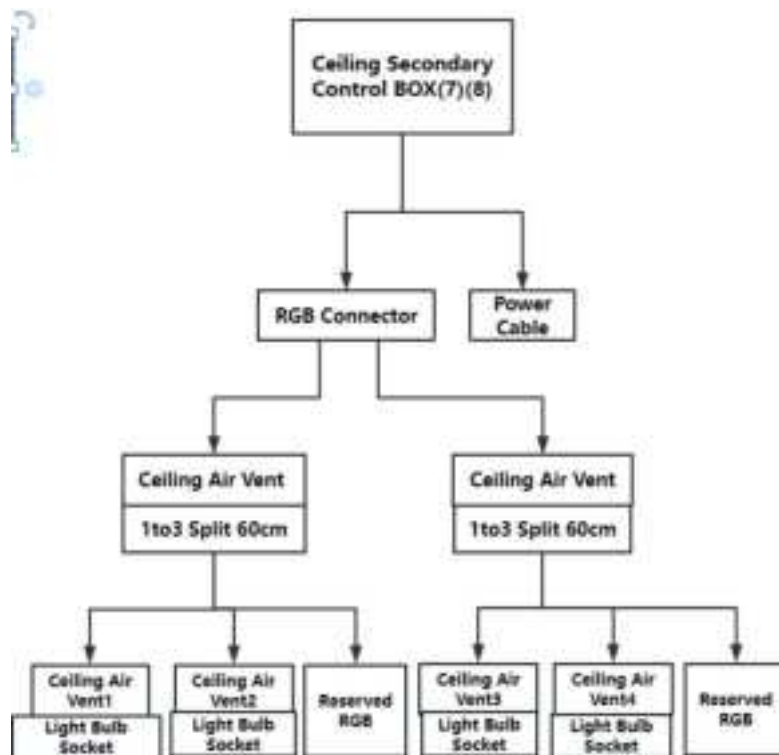 Ceiling Secondary
Control BOX(7)(8)
RGB Connector
Power
Cable
Ceiling Air Vent
1to3 Split 60cm
Ceiling Air Vent
1to3 Split 60cm
Ceiling Air
Vent1
Light Bulb
Socket
Ceiling Air
Vent2
Light Bulb
Socket
Reserved
RGB
Ceiling Air
Vent3
Light Bulb
Socket
Ceiling Air
Vent4
Light Bulb
Socket
Reserved
RGB